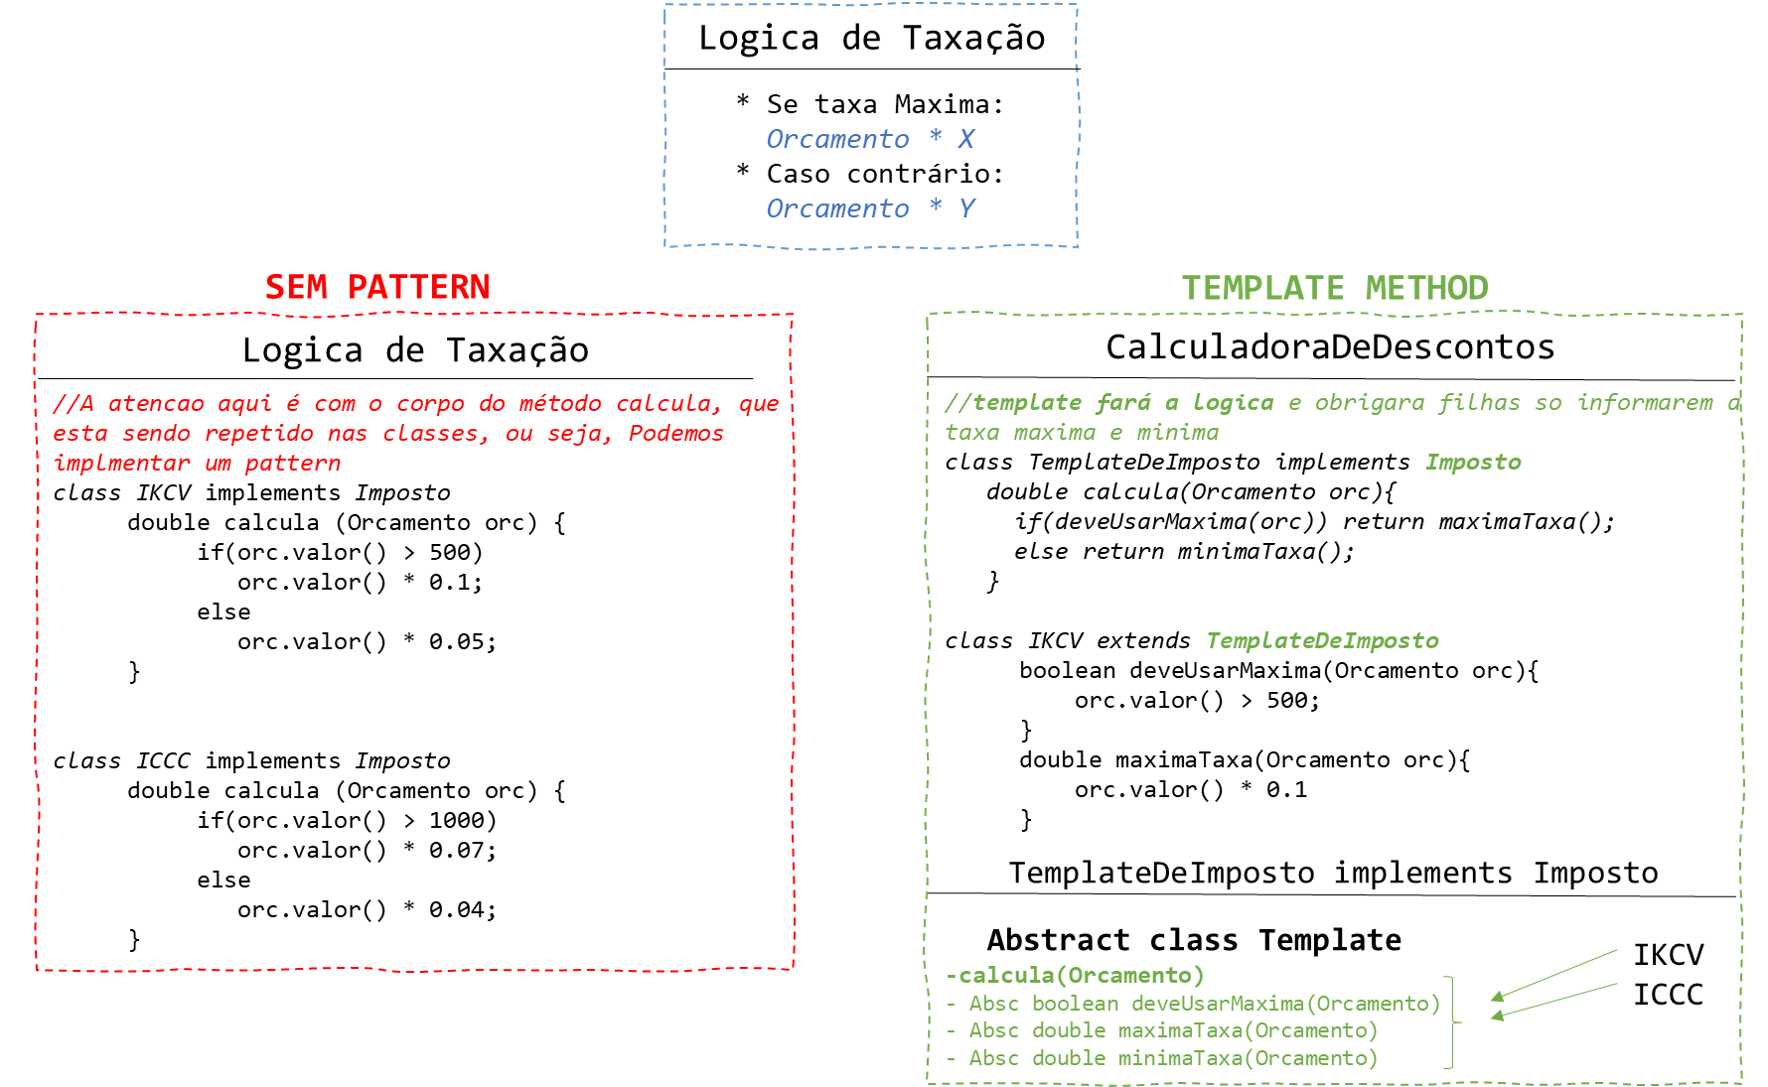 Logica de Taxação
* Se taxa Maxima:
Orcamento * X
* Caso contrário:
Orcamento * Y
SEM PATTERN
Logica de Taxação
//A atencao aqui é com o corpo do método calcula, que
esta sendo repetido nas classes, ou seja, Podemos
implmentar um pattern
class IKCV implements Imposto
double calcula (Orcamento orc) {
if(orc.valor() > 500)
orc.valor() * 0.1;
else
orc.valor() * 0.05;
}
class ICCC implements Imposto
double calcula (Orcamento orc) {
if(orc.valor() > 1000)
orc.valor() * 0.07;
else
orc.valor() * 0.04;
}
TEMPLATE METHOD
CalculadoraDeDescontos
//template fará a logica e obrigara filhas so informarem a
taxa maxima e minima
class TemplateDeImposto implements Imposto
double calcula(Orcamento orc){
if(deveUsarMaxima(orc)) return maximaTaxa();
else return minimaTaxa();
}
class IKCV extends TemplateDeImposto
boolean deveUsarMaxima(Orcamento orc){
orc.valor() > 500;
}
double maximaTaxa(Orcamento orc){
orc.valor() * 0.1
}
TemplateDeImposto implements Imposto
Abstract class Template
-calcula(Orcamento)
- Absc boolean deveUsarMaxima(Orcamento)
- Absc double maximaTaxa(Orcamento)
- Absc double minimaTaxa(Orcamento)
IKCV
ICCC